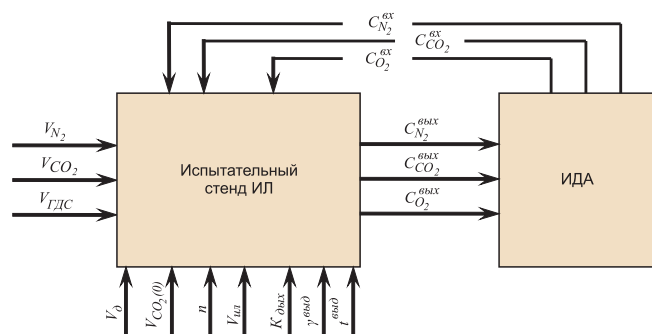 C_{N_2}^{вх}
C_{CO_2}^{вх}
C_{O_2}^{вх}
V_{N_2}
V_{CO_2}
V_{ГДС}
Испытательный
стенд ИЛ
C_{N_2}^{вых}
C_{CO_2}^{вых}
C_{O_2}^{вых}
ИДА
V_д
V_{CO_2}(0)
n
V_{ил}
K_{дых}
γ^{выд}
t^{выд}